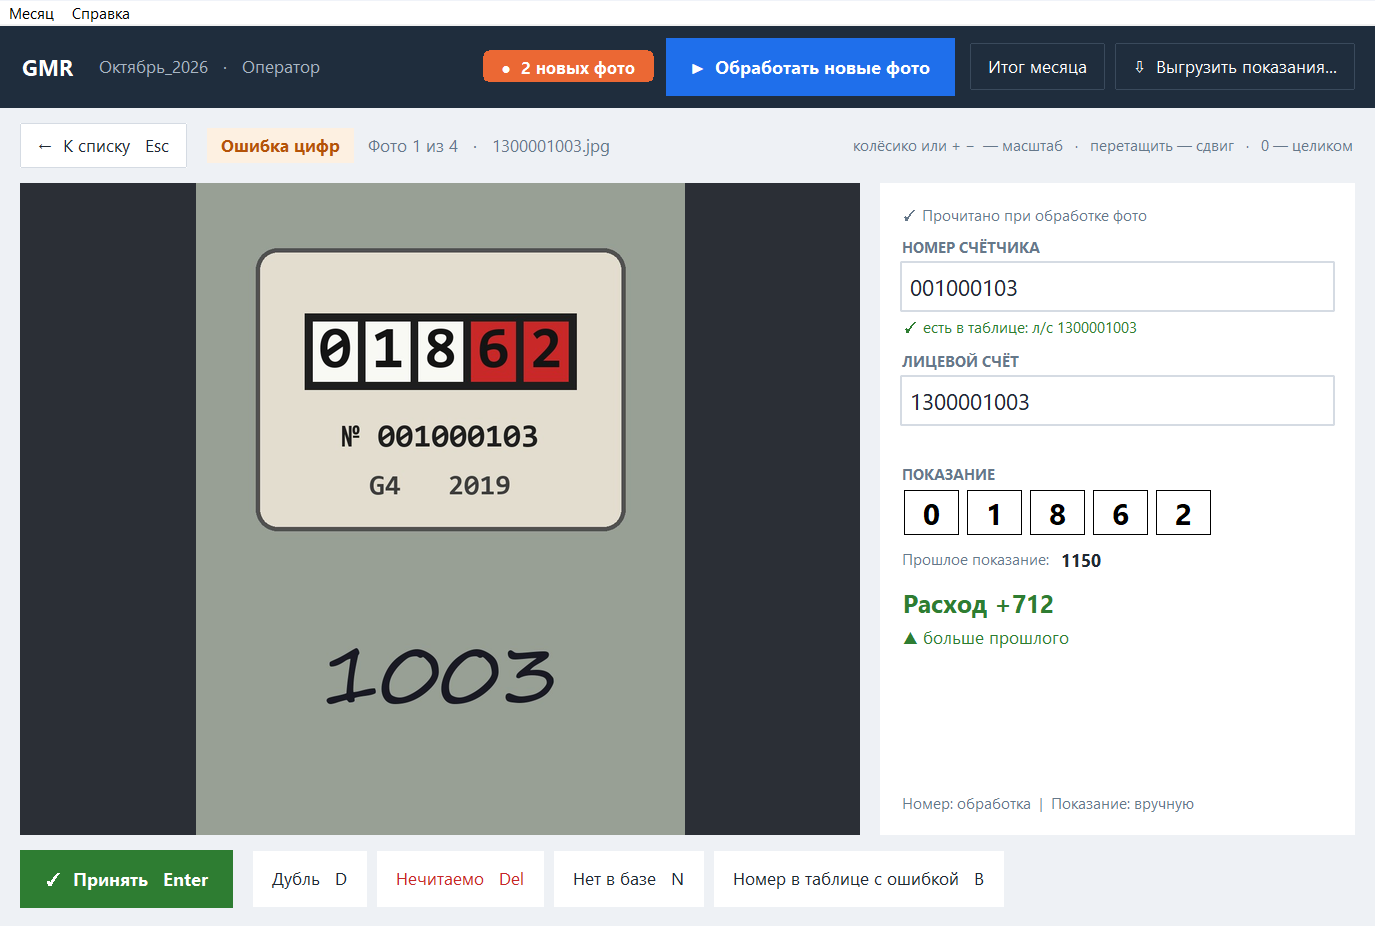 Месяц Справка
GMR Октябрь_2026 · Оператор ● 2 новых фото ► Обработать новые фото Итог месяца ⇩ Выгрузить показания...
← К списку Esc Ошибка цифр Фото 1 из 4 · 1300001003.jpg колёсико или + − — масштаб · перетащить — сдвиг · 0 — целиком
01862
№ 001000103
G4 2019
1003
✓ Прочитано при обработке фото
НОМЕР СЧЁТЧИКА
001000103
✓ есть в таблице: л/с 1300001003
ЛИЦЕВОЙ СЧЁТ
1300001003
ПОКАЗАНИЕ
0 1 8 6 2
Прошлое показание: 1150
Расход +712
▲ больше прошлого
Номер: обработка | Показание: вручную
✓ Принять Enter Дубль D Нечитаемо Del Нет в базе N Номер в таблице с ошибкой B